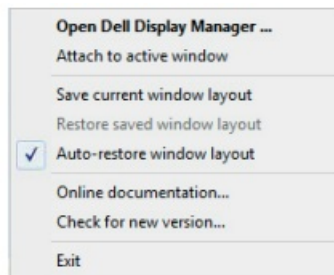 Open Dell Display Manager ...
Attach to active window
Save current window layout
Restore saved window layout
Auto-restore window layout
Online documentation...
Check for new version...
Exit